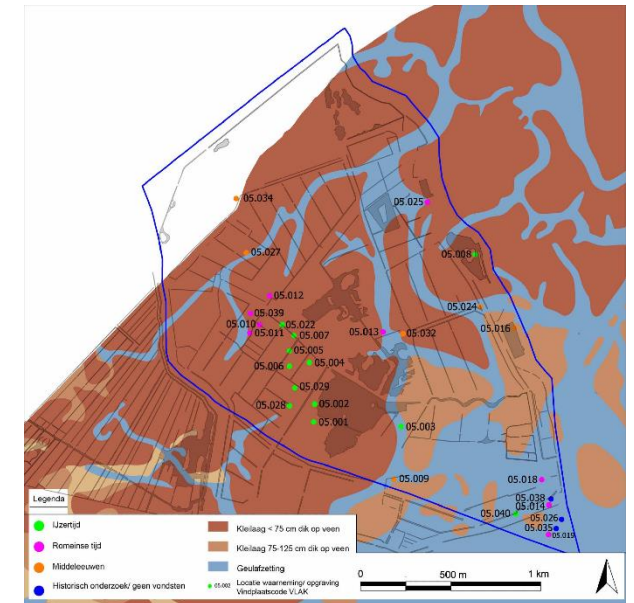 05.034
05.025
05.027
05.008
05.012
05.024
05.039
05.010
05.022
05.016
05.011
05.007
05.013
05.032
05.005
05.004
05.006
05.029
05.028
05.002
05.001
05.003
05.009
05.018
05.038
05.014
05.040
05.026
05.035
05.019
Legenda
IJzertijd
Romeinse tijd
Middeleeuwen
Historisch onderzoek/ geen vondsten
Kleilaag < 75 cm dik op veen
Kleilaag 75-125 cm dik op veen
Geulafzetting
05.002 Locatie waarneming/ opgraving
Vindplaatscode VLAK
0 500 m 1 km